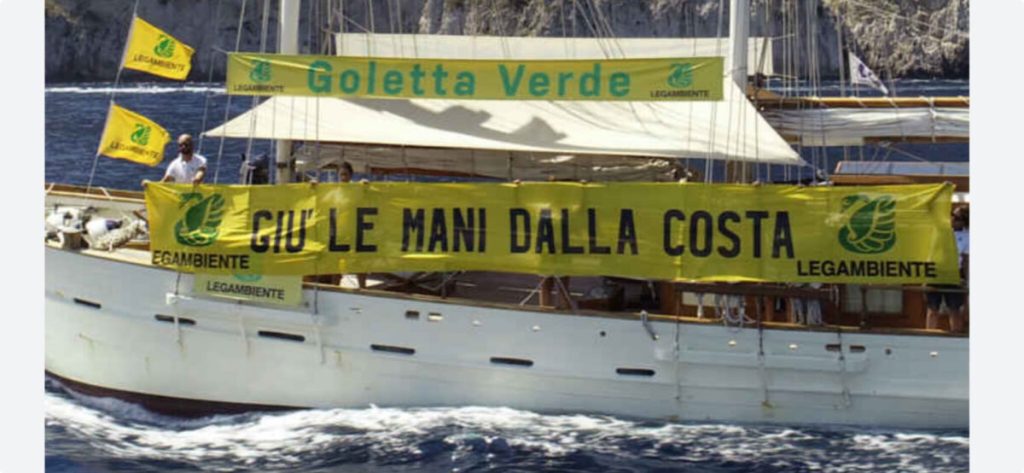 LEGAMBIENTE
LEGAMBIENTE Goletta Verde LEGAMBIENTE
LEGAMBIENTE
GIU' LE MANI DALLA COSTA
EGAMBIENTE LEGAMBIENTE
LEGAMBIENTE